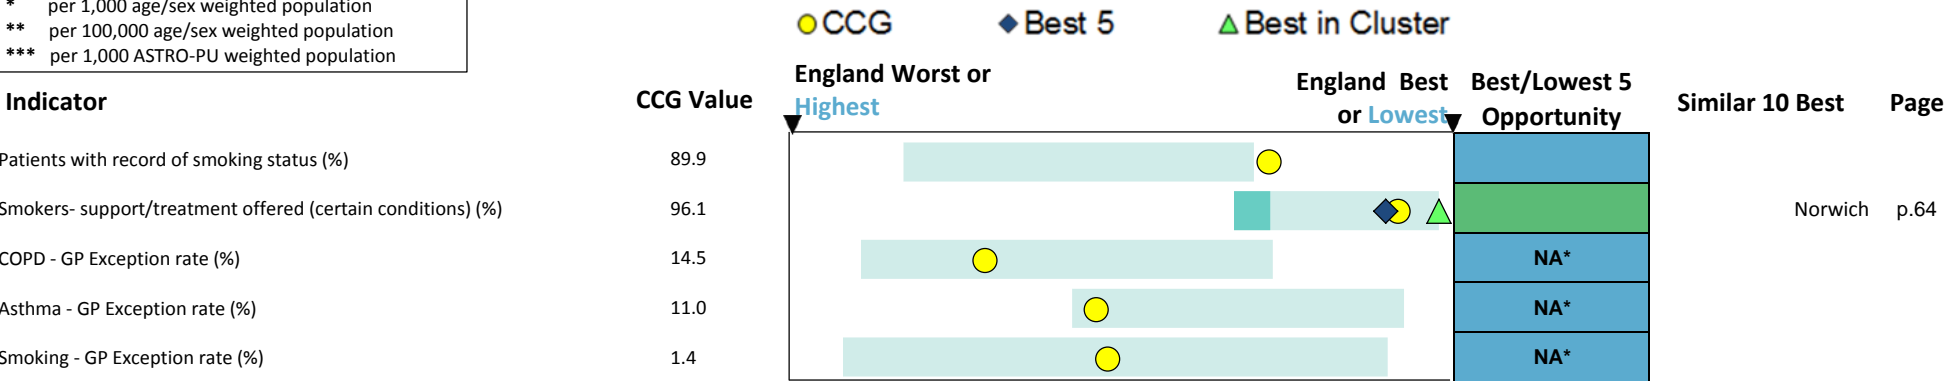 * per 1,000 age/sex weighted population
** per 100,000 age/sex weighted population
*** per 1,000 ASTRO-PU weighted population
CCG Best 5 Best in Cluster
England Worst or Highest
England Best or Lowest
Best/Lowest 5 Opportunity
Indicator CCG Value Similar 10 Best Page
Patients with record of smoking status (%) 89.9
Smokers- support/treatment offered (certain conditions) (%) 96.1 Norwich p.64
COPD - GP Exception rate (%) 14.5 NA*
Asthma - GP Exception rate (%) 11.0 NA*
Smoking - GP Exception rate (%) 1.4 NA*